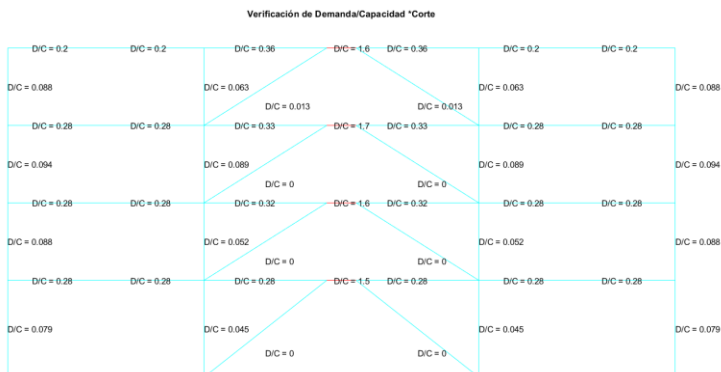 Verificación de Demanda/Capacidad *Corte
D/C = 0.2 D/C = 0.2 D/C = 0.36 D/C = 1.6 D/C = 0.36 D/C = 0.2 D/C = 0.2
D/C = 0.088 D/C = 0.063 D/C = 0.063 D/C = 0.088
D/C = 0.013 D/C = 0.013
D/C = 0.28 D/C = 0.28 D/C = 0.33 D/C = 1.7 D/C = 0.33 D/C = 0.28 D/C = 0.28
D/C = 0.094 D/C = 0.089 D/C = 0.089 D/C = 0.094
D/C = 0 D/C = 0
D/C = 0.28 D/C = 0.28 D/C = 0.32 D/C = 1.6 D/C = 0.32 D/C = 0.28 D/C = 0.28
D/C = 0.088 D/C = 0.052 D/C = 0.052 D/C = 0.088
D/C = 0 D/C = 0
D/C = 0.28 D/C = 0.28 D/C = 0.28 D/C = 1.5 D/C = 0.28 D/C = 0.28 D/C = 0.28
D/C = 0.079 D/C = 0.045 D/C = 0.045 D/C = 0.079
D/C = 0 D/C = 0